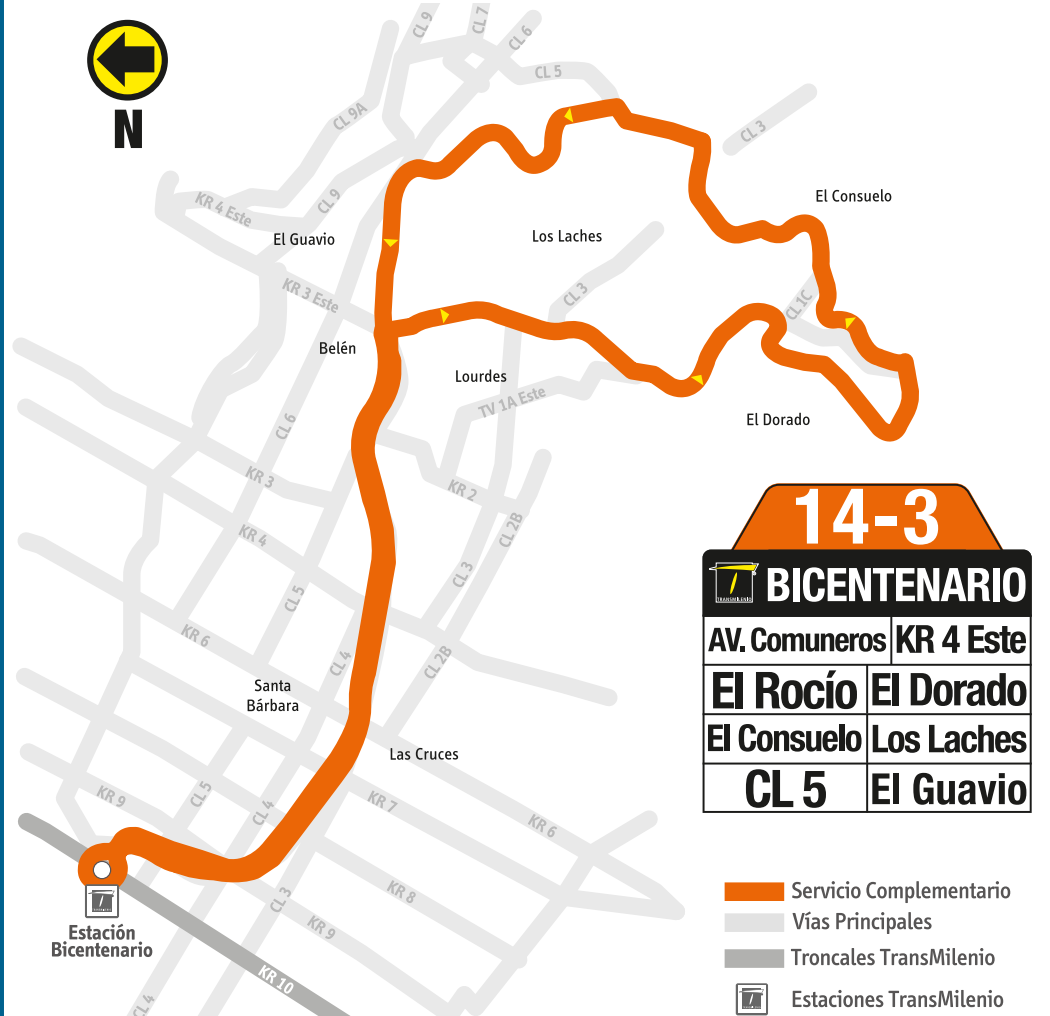 CL 9
CL 7
CL 6
CL 5
N
CL 9A
CL 3
KR 4 Este
CL 9
El Consuelo
El Guavio
Los Laches
KR 3 Este
CL 3
CL 1C
Belén
Lourdes
TV 1A Este
El Dorado
CL 6
KR 3
KR 2
KR 4
CL 2B
CL 3
CL 5
14-3
TRANSMILENIO
BICENTENARIO
AV. Comuneros
KR 4 Este
El Rocío
El Dorado
El Consuelo
Los Laches
CL 5
El Guavio
KR 6
CL 4
CL 2B
Santa
Bárbara
Las Cruces
KR 9
CL 5
CL 4
KR 7
KR 6
KR 8
CL 3
KR 9
Estación
Bicentenario
KR 10
CL 4
Servicio Complementario
Vías Principales
Troncales TransMilenio
Estaciones TransMilenio